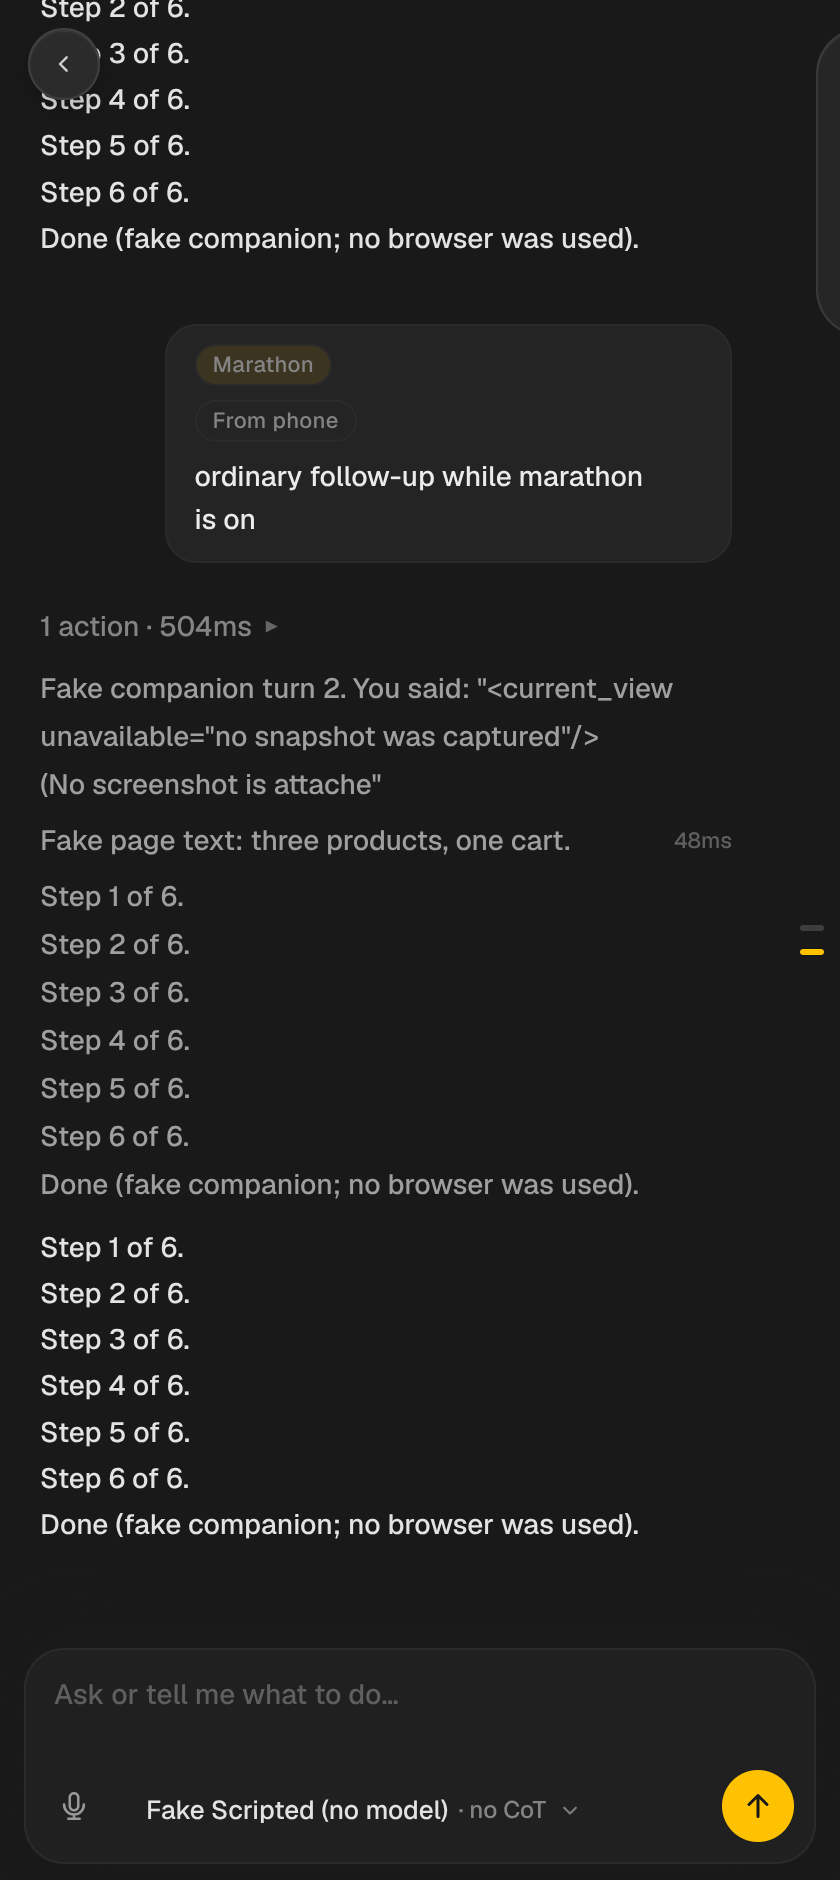 Step 2 of 6.
3 of 6.
Step 4 of 6.
Step 5 of 6.
Step 6 of 6.
Done (fake companion; no browser was used).
Marathon
From phone
ordinary follow-up while marathon
is on
1 action · 504ms ▸
Fake companion turn 2. You said: "<current_view
unavailable="no snapshot was captured"/>
(No screenshot is attache"
Fake page text: three products, one cart. 48ms
Step 1 of 6.
Step 2 of 6.
Step 3 of 6.
Step 4 of 6.
Step 5 of 6.
Step 6 of 6.
Done (fake companion; no browser was used).
Step 1 of 6.
Step 2 of 6.
Step 3 of 6.
Step 4 of 6.
Step 5 of 6.
Step 6 of 6.
Done (fake companion; no browser was used).
Ask or tell me what to do...
Fake Scripted (no model) · no CoT